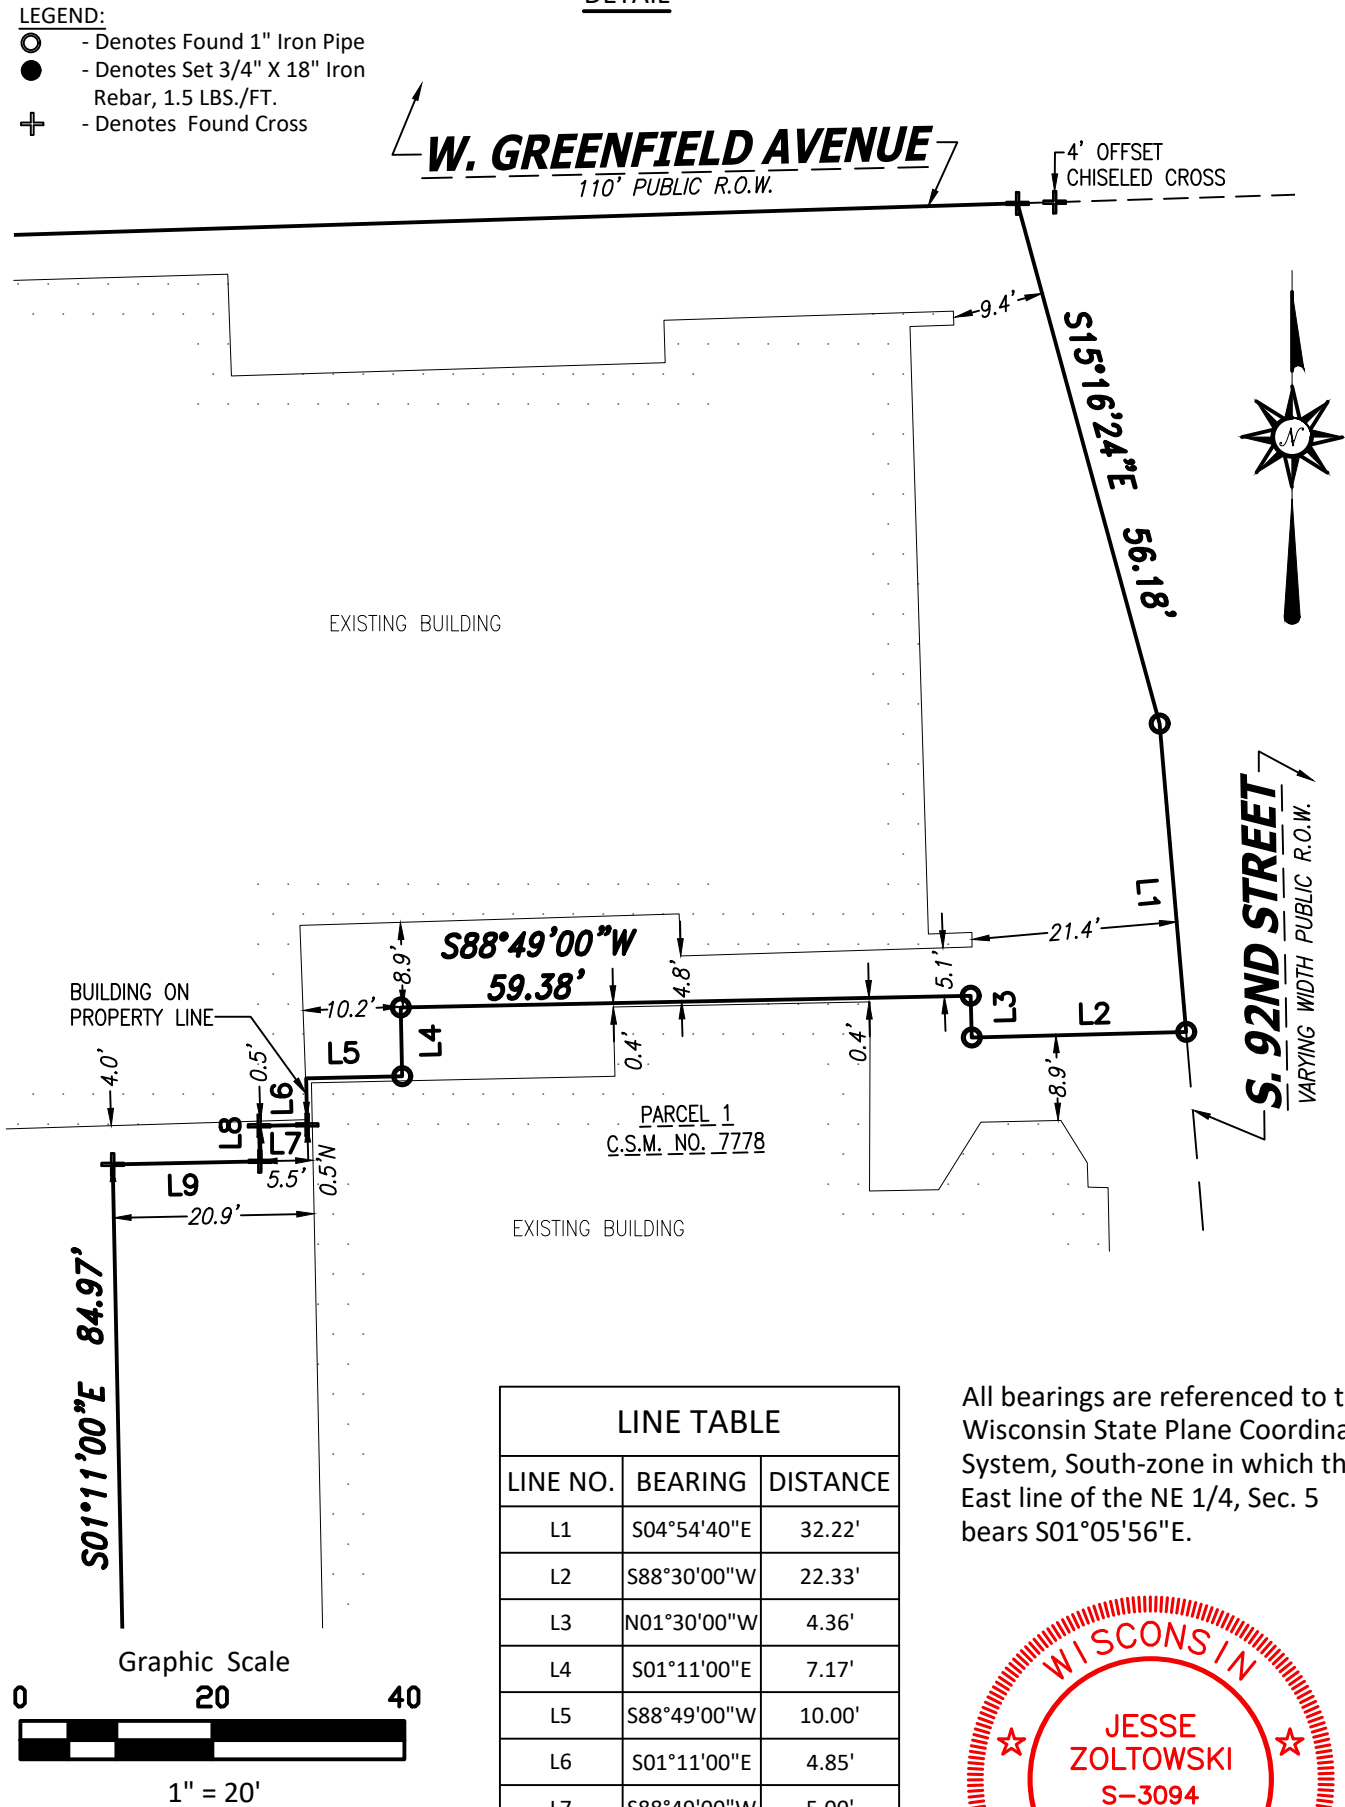 DETAIL
LEGEND:
- Denotes Found 1" Iron Pipe
- Denotes Set 3/4" X 18" Iron
Rebar, 1.5 LBS./FT.
- Denotes Found Cross
W. GREENFIELD AVENUE
110' PUBLIC R.O.W.
4' OFFSET
CHISELED CROSS
9.4'
S15°16'24"E 56.18'
N
EXISTING BUILDING
L1
S. 92ND STREET
VARYING WIDTH PUBLIC R.O.W.
21.4'
S88°49'00"W
59.38'
8.9'
4.8'
5.1'
10.2'
BUILDING ON
PROPERTY LINE
L3
L2
L4
L5
0.4'
0.4'
8.9'
4.0'
0.5'
L6
L8
L7
PARCEL 1
C.S.M. NO. 7778
L9
5.5'
0.5'N
20.9'
EXISTING BUILDING
S01°11'00"E 84.97'
LINE TABLE
LINE NO. BEARING DISTANCE
L1 S04°54'40"E 32.22'
L2 S88°30'00"W 22.33'
L3 N01°30'00"W 4.36'
L4 S01°11'00"E 7.17'
L5 S88°49'00"W 10.00'
L6 S01°11'00"E 4.85'
L7 S88°49'00"W 5.00'
All bearings are referenced to t
Wisconsin State Plane Coordina
System, South-zone in which th
East line of the NE 1/4, Sec. 5
bears S01°05'56"E.
Graphic Scale
0 20 40
1" = 20'
WISCONSIN
JESSE
ZOLTOWSKI
S-3094